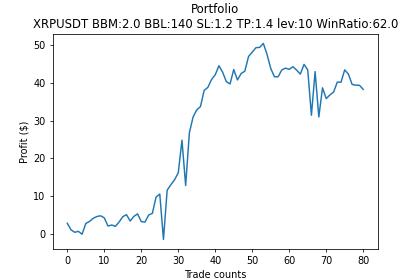 Portfolio
XRPUSDT BBM:2.0 BBL:140 SL:1.2 TP:1.4 lev:10 WinRatio:62.0
50
40
30
20
10
0
Profit ($)
0 10 20 30 40 50 60 70 80
Trade counts